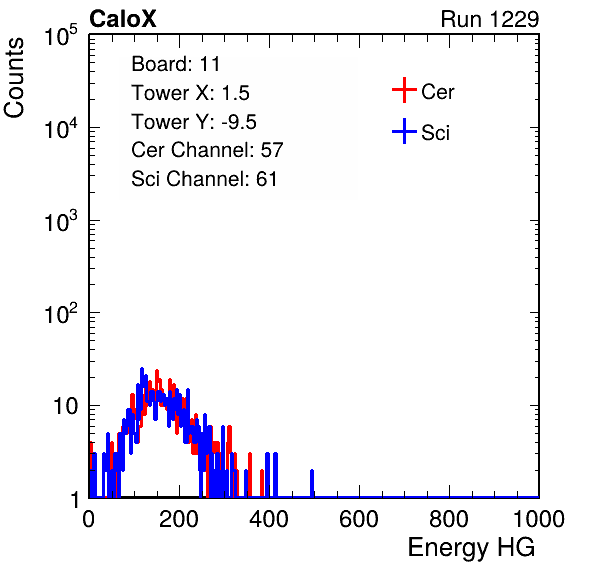 CaloX Run 1229
Counts
10^5
10^4
10^3
10^2
10
1
Board: 11
Tower X: 1.5
Tower Y: -9.5
Cer Channel: 57
Sci Channel: 61
Cer
Sci
0 200 400 600 800 1000
Energy HG